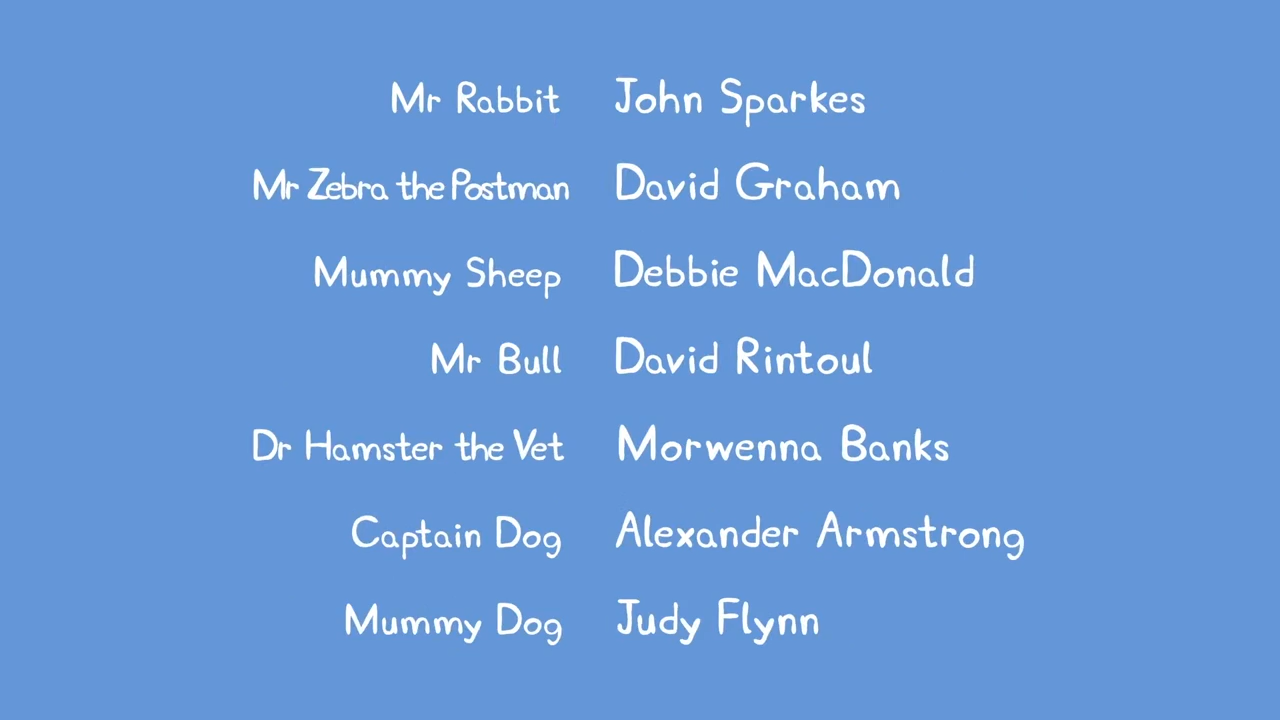 Mr Rabbit John Sparkes
Mr Zebra the Postman David Graham
Mummy Sheep Debbie MacDonald
Mr Bull David Rintoul
Dr Hamster the Vet Morwenna Banks
Captain Dog Alexander Armstrong
Mummy Dog Judy Flynn